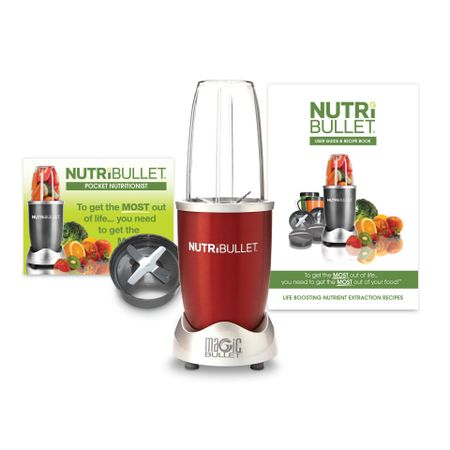 NUTRiBULLET
POCKET NUTRITIONIST
To get the MOST out
of life... you need
to get the
NUTRiBULLET
MAGiC
BULLET
NUTRi
BULLET
USER GUIDE & RECIPE BOOK
To get the MOST out of life...
you need to get the MOST out of your food!"
LIFE BOOSTING NUTRIENT EXTRACTION RECIPES